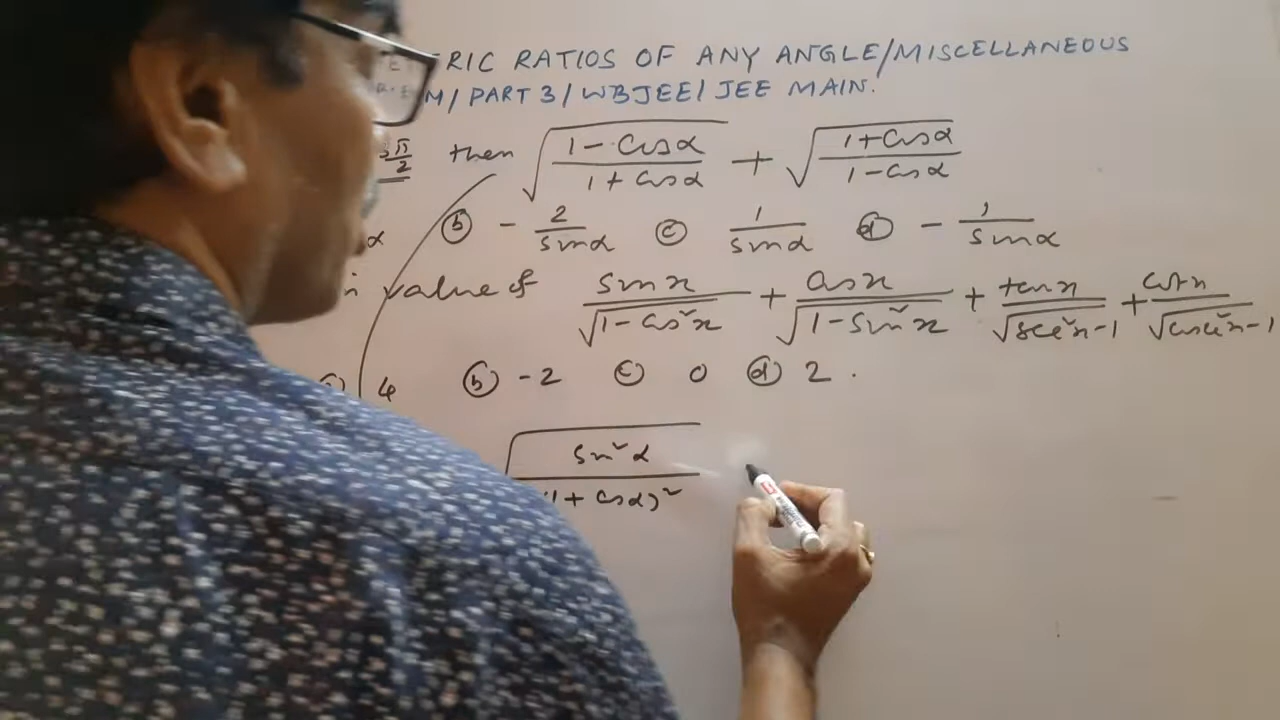 RIC RATIOS OF ANY ANGLE/MISCELLANEOUS
M/ PART 3/ WBJEE/ JEE MAIN.
3π/2 then √((1 - cosα)/(1 + cosα)) + √((1 + cosα)/(1 - cosα))
α (b) - 2/sinα (c) 1/sinα (d) - 1/sinα
n value of sinx/√(1 - cos²x) + cosx/√(1 - sin²x) + tanx/√(sec²x - 1) + cotx/√(cosec²x - 1)
(a) 4 (b) -2 (c) 0 (d) 2 .
√(sin²α/(1 + cosα)²)